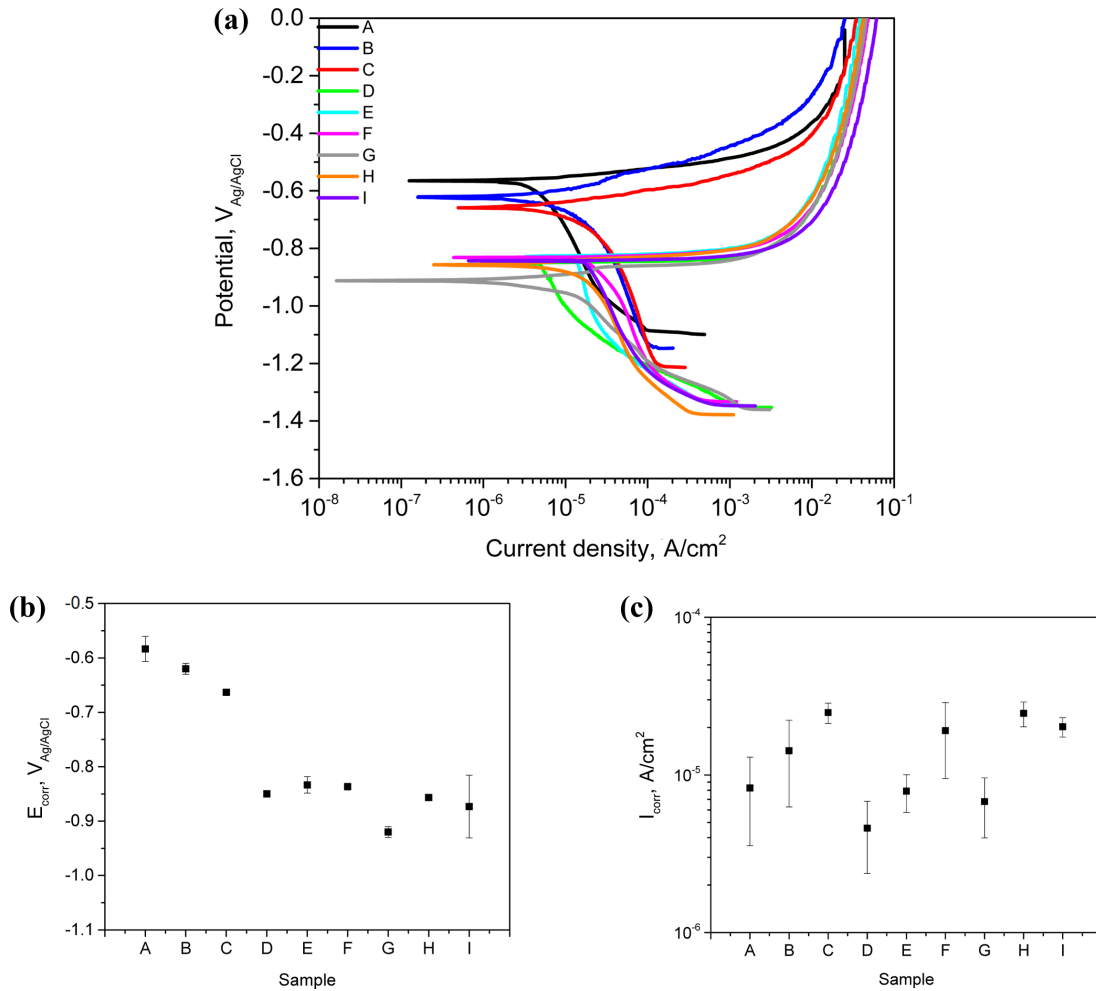 (a)
A
B
C
D
E
F
G
H
I
0.0
-0.2
-0.4
-0.6
-0.8
-1.0
-1.2
-1.4
-1.6
Potential, V_Ag/AgCl
10^-8 10^-7 10^-6 10^-5 10^-4 10^-3 10^-2 10^-1
Current density, A/cm^2
(b)
-0.5
-0.6
-0.7
-0.8
-0.9
-1.0
-1.1
E_corr, V_Ag/AgCl
A B C D E F G H I
Sample
(c)
10^-4
10^-5
10^-6
I_corr, A/cm^2
A B C D E F G H I
Sample